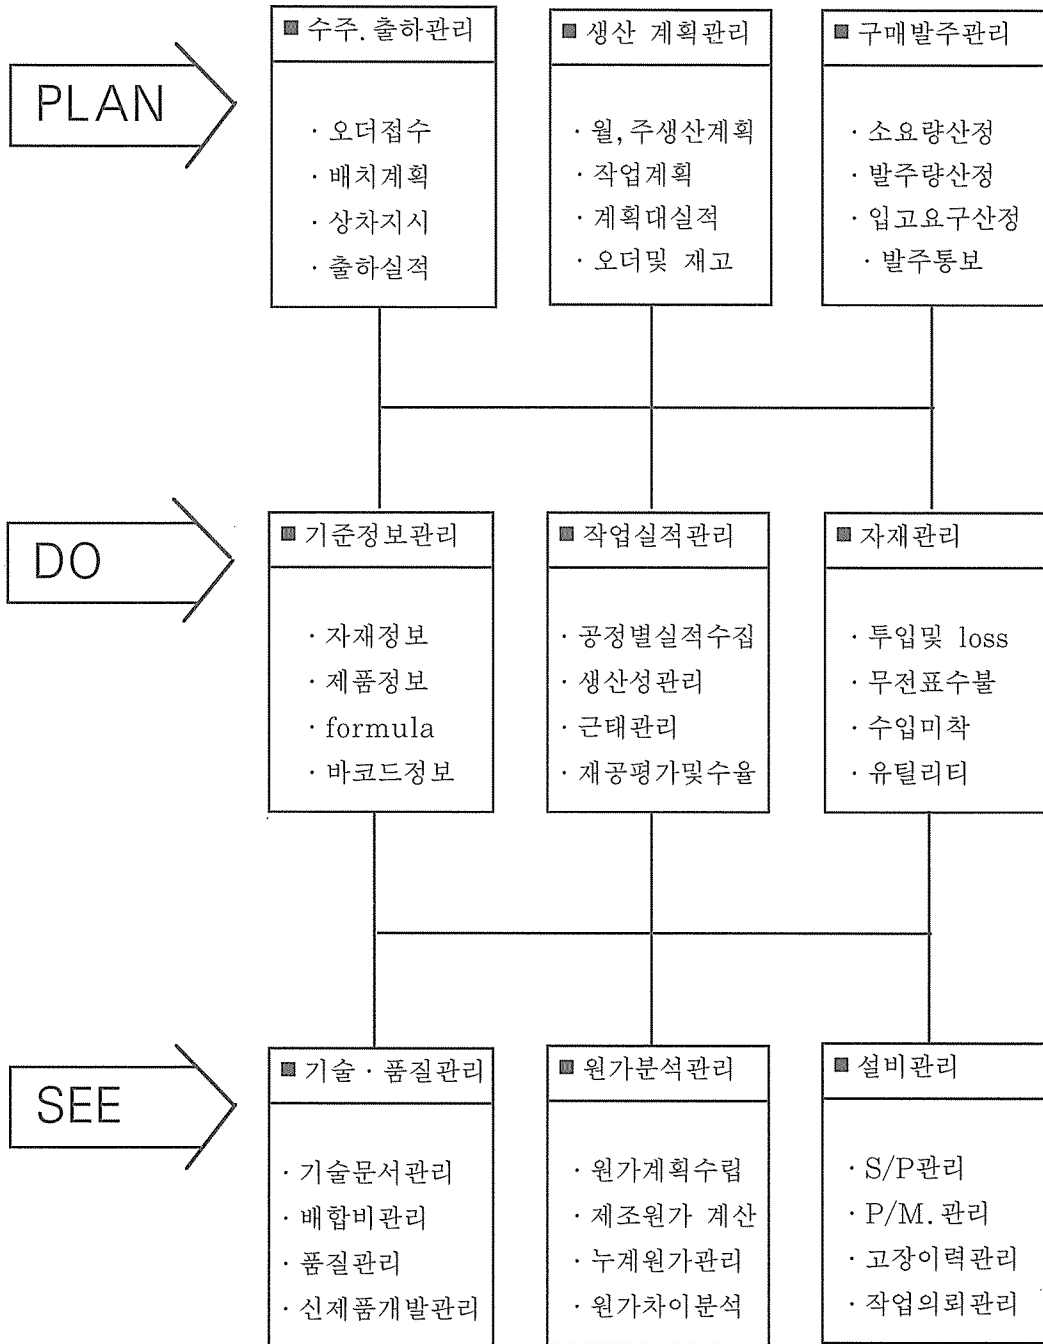 PLAN
■ 수주. 출하관리
· 오더접수
· 배치계획
· 상차지시
· 출하실적
■ 생산 계획관리
· 월,주생산계획
· 작업계획
· 계획대실적
· 오더및 재고
■ 구매발주관리
· 소요량산정
· 발주량산정
· 입고요구산정
· 발주통보
DO
■ 기준정보관리
· 자재정보
· 제품정보
· formula
· 바코드정보
■ 작업실적관리
· 공정별실적수집
· 생산성관리
· 근태관리
· 재공평가및수율
■ 자재관리
· 투입및 loss
· 무전표수불
· 수입미착
· 유틸리티
SEE
■ 기술 · 품질관리
· 기술문서관리
· 배합비관리
· 품질관리
· 신제품개발관리
■ 원가분석관리
· 원가계획수립
· 제조원가 계산
· 누계원가관리
· 원가차이분석
■ 설비관리
· S/P관리
· P/M. 관리
· 고장이력관리
· 작업의뢰관리